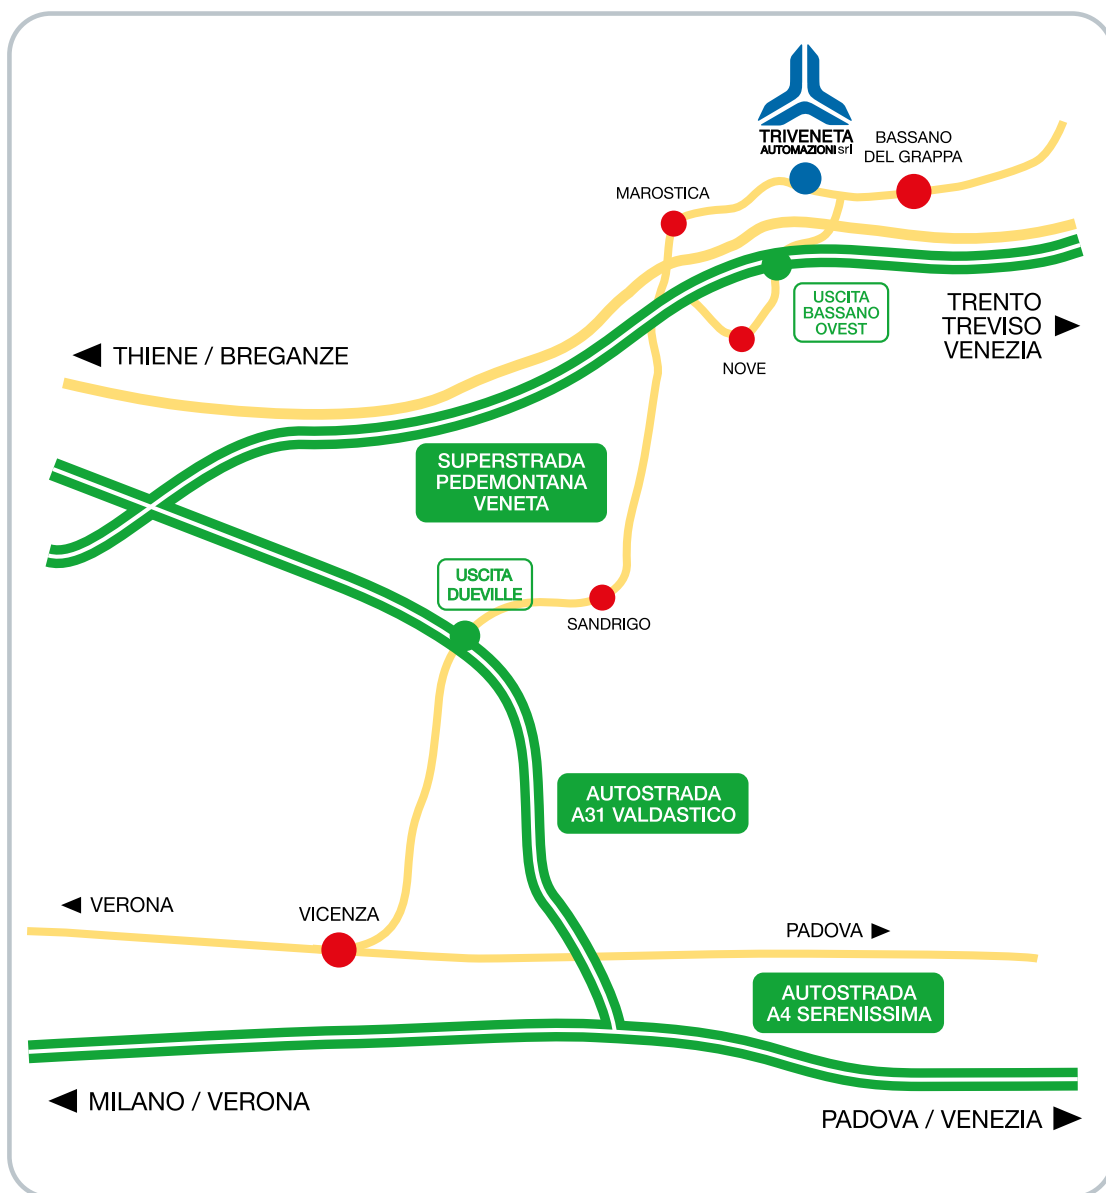 TRIVENETA
AUTOMAZIONI srl
BASSANO
DEL GRAPPA
MAROSTICA
USCITA
BASSANO
OVEST
TRENTO
TREVISO
VENEZIA
THIENE / BREGANZE
NOVE
SUPERSTRADA
PEDEMONTANA
VENETA
USCITA
DUEVILLE
SANDRIGO
AUTOSTRADA
A31 VALDASTICO
VERONA
VICENZA
PADOVA
AUTOSTRADA
A4 SERENISSIMA
MILANO / VERONA
PADOVA / VENEZIA